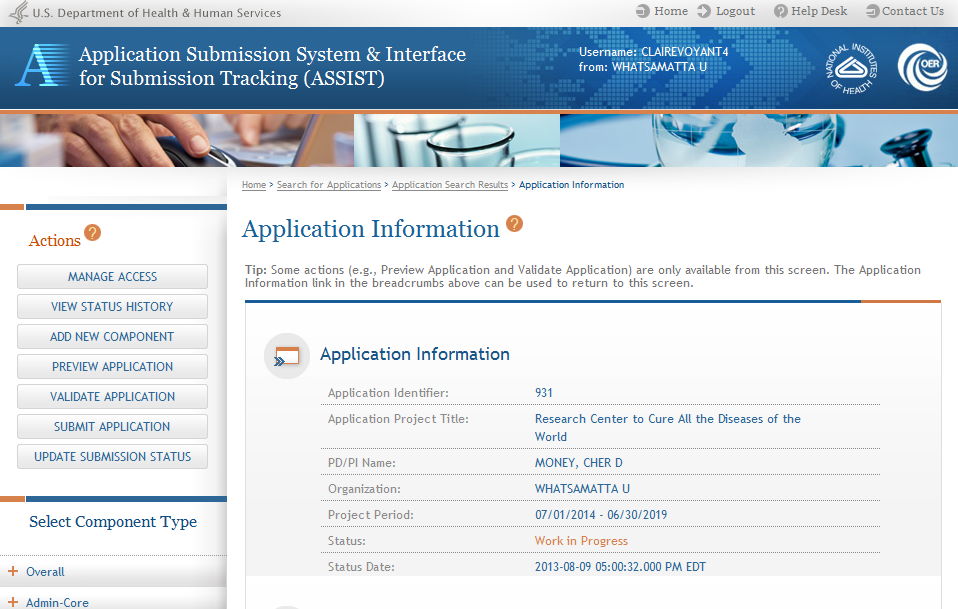 U.S. Department of Health & Human Services
Home Logout ? Help Desk Contact Us
A
Application Submission System & Interface
for Submission Tracking (ASSIST)
Username: CLAIREVOYANT4
from: WHATSAMATTA U
NATIONAL INSTITUTES OF HEALTH
OER
Home > Search for Applications > Application Search Results > Application Information
Actions ?
MANAGE ACCESS
VIEW STATUS HISTORY
ADD NEW COMPONENT
PREVIEW APPLICATION
VALIDATE APPLICATION
SUBMIT APPLICATION
UPDATE SUBMISSION STATUS
Select Component Type
+ Overall
+ Admin-Core
Application Information ?
Tip: Some actions (e.g., Preview Application and Validate Application) are only available from this screen. The Application
Information link in the breadcrumbs above can be used to return to this screen.
Application Information
Application Identifier: 931
Application Project Title: Research Center to Cure All the Diseases of the
World
PD/PI Name: MONEY, CHER D
Organization: WHATSAMATTA U
Project Period: 07/01/2014 - 06/30/2019
Status: Work in Progress
Status Date: 2013-08-09 05:00:32.000 PM EDT